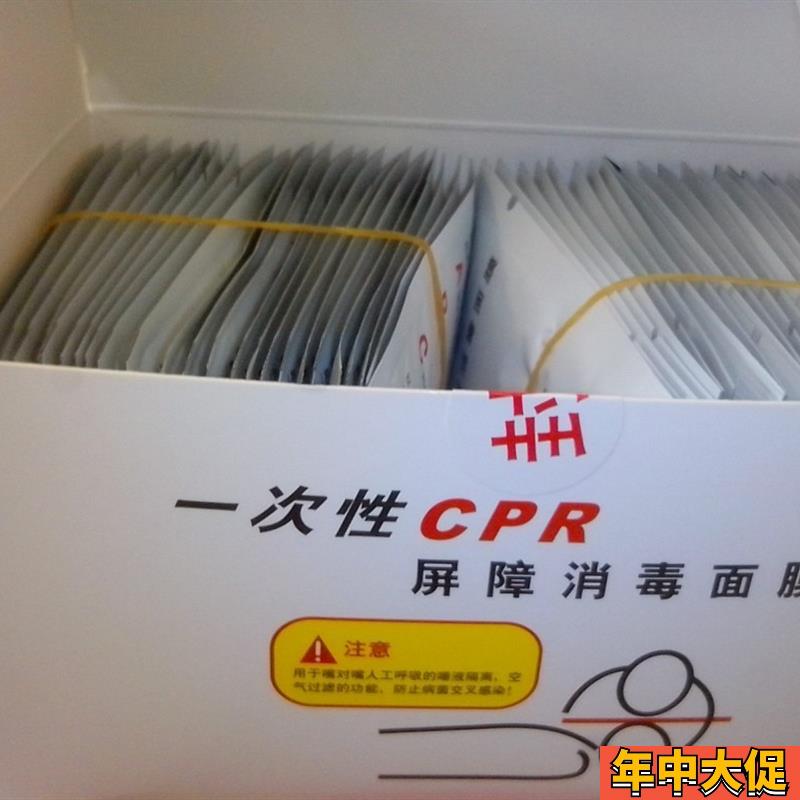 一次性CPR
屏障消毒面膜
注意
用于嘴对嘴人工呼吸的唾液隔离，空
气过滤的功能，防止病菌交叉感染！
年中大促